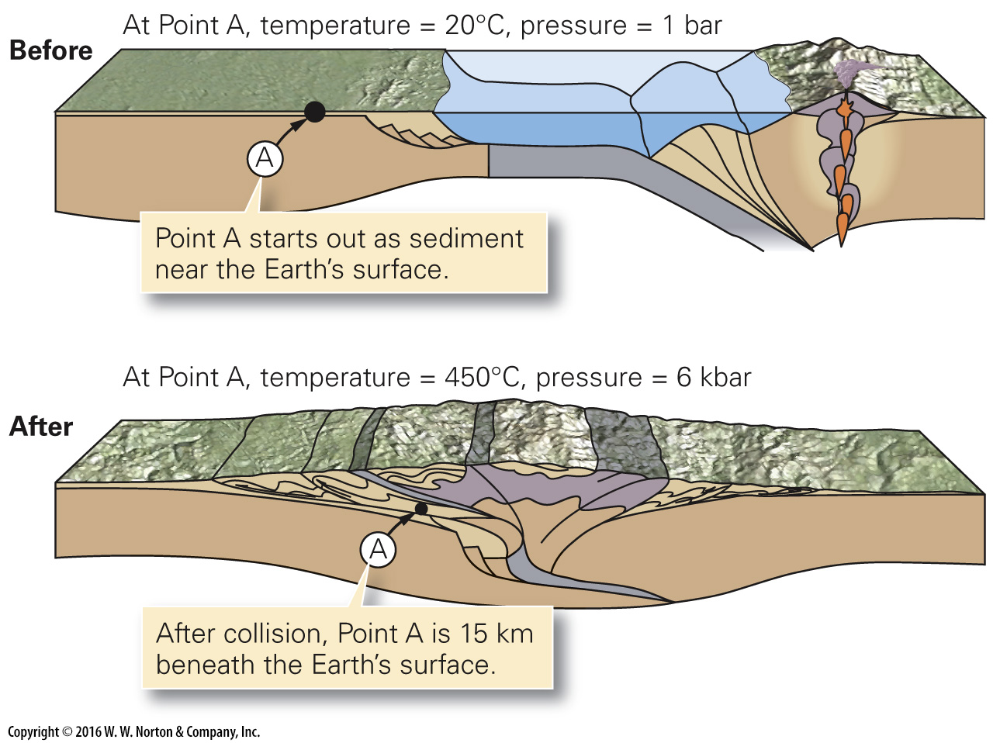 At Point A, temperature = 20°C, pressure = 1 bar
Before
A
Point A starts out as sediment
near the Earth's surface.
At Point A, temperature = 450°C, pressure = 6 kbar
After
A
After collision, Point A is 15 km
beneath the Earth's surface.
Copyright © 2016 W. W. Norton & Company, Inc.